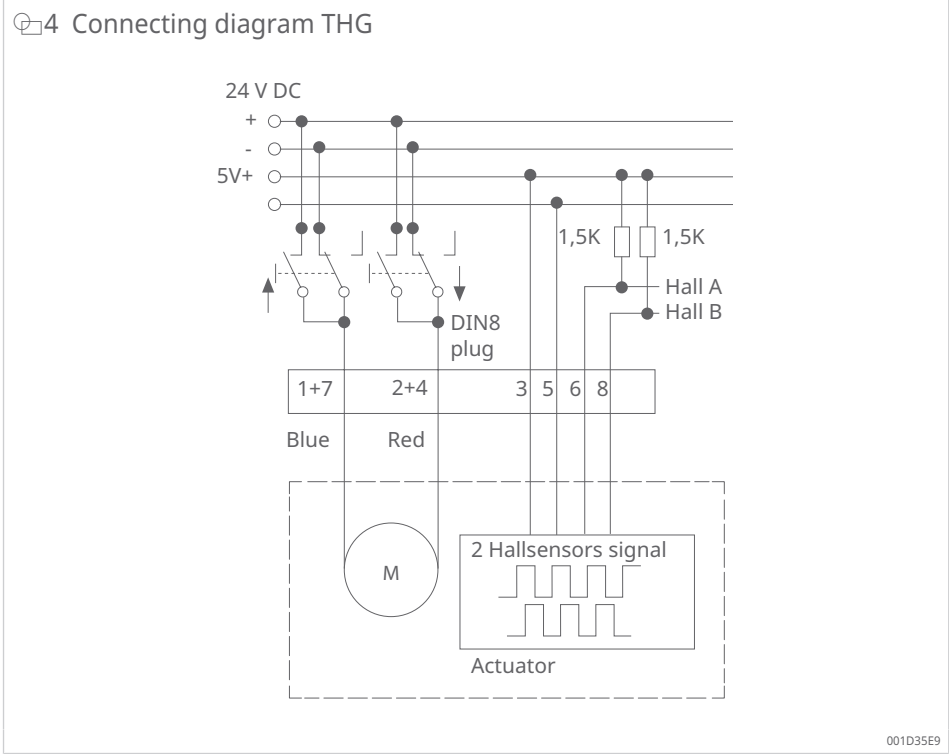 4 Connecting diagram THG
24 V DC
+
-
5V+
1,5K 1,5K
Hall A
Hall B
DIN8
plug
1+7 2+4 3 5 6 8
Blue Red
M
2 Hallsensors signal
Actuator
001D35E9